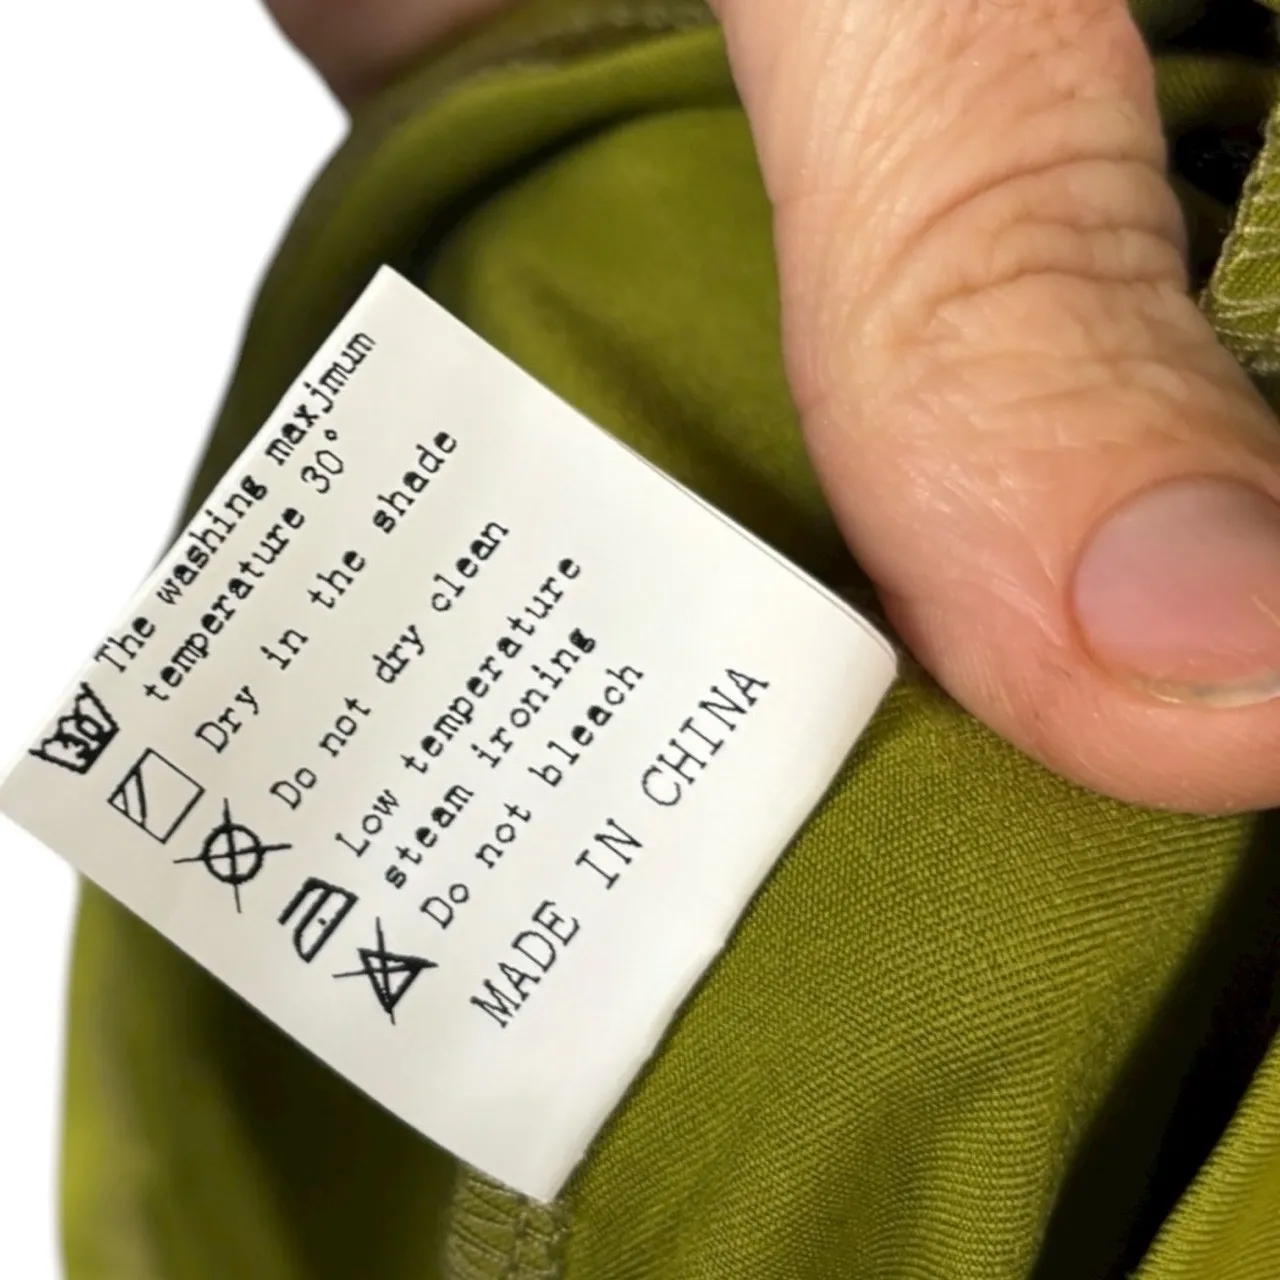 The washing maximum
temperature 30°
Dry in the shade
Do not dry clean
Low temperature
steam ironing
Do not bleach
MADE IN CHINA
30